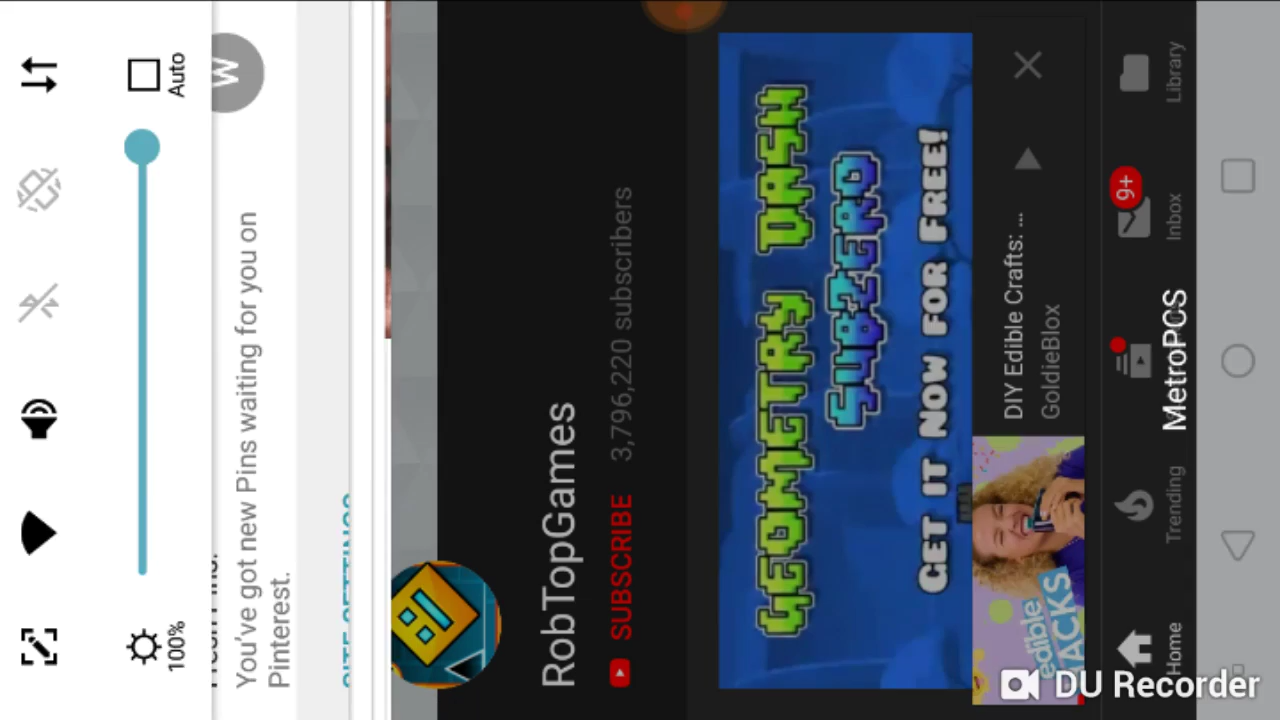 100%
Auto
W
You've got new Pins waiting for you on
Pinterest.
RobTopGames
SUBSCRIBE 3,796,220 subscribers
GEOMETRY DASH
SUBZERO
GET IT NOW FOR FREE!
edible
DIY Edible Crafts: ...
GoldieBlox
Home
Trending
9+
Inbox
Library
MetroPCS
DU Recorder